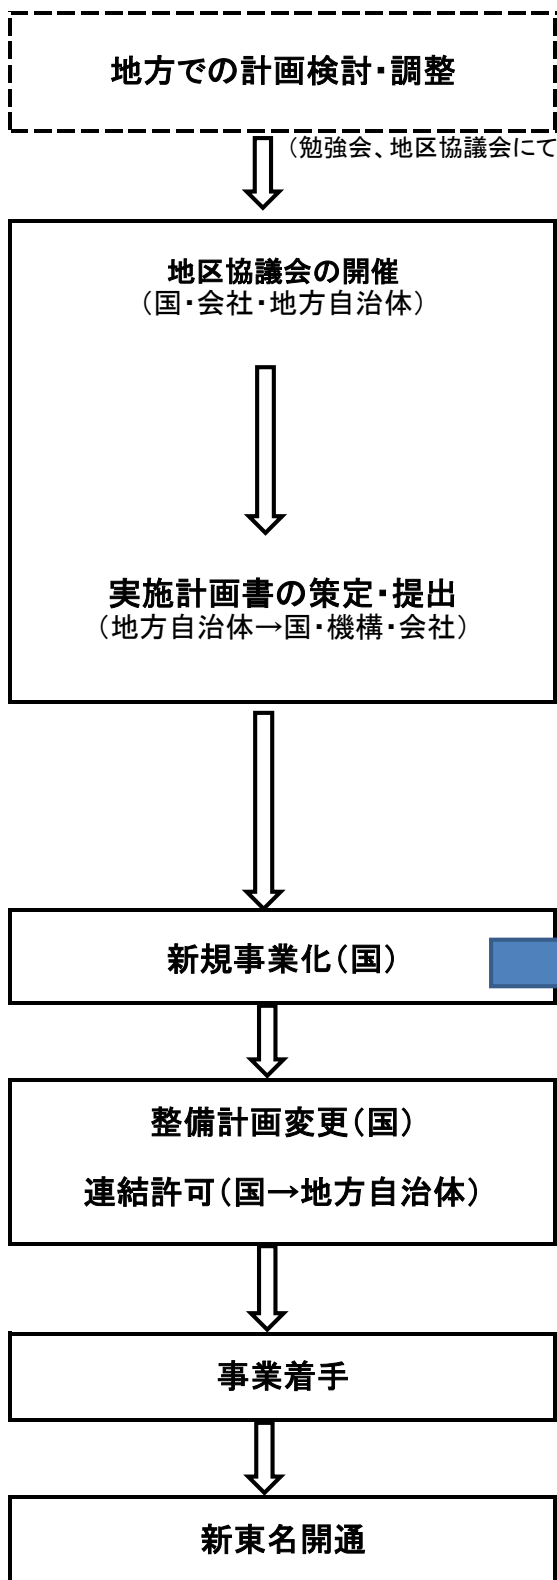 地方での計画検討・調整
（勉強会、地区協議会にて
地区協議会の開催
（国・会社・地方自治体）
実施計画書の策定・提出
（地方自治体→国・機構・会社）
新規事業化（国）
整備計画変更（国）
連結許可（国→地方自治体）
事業着手
新東名開通